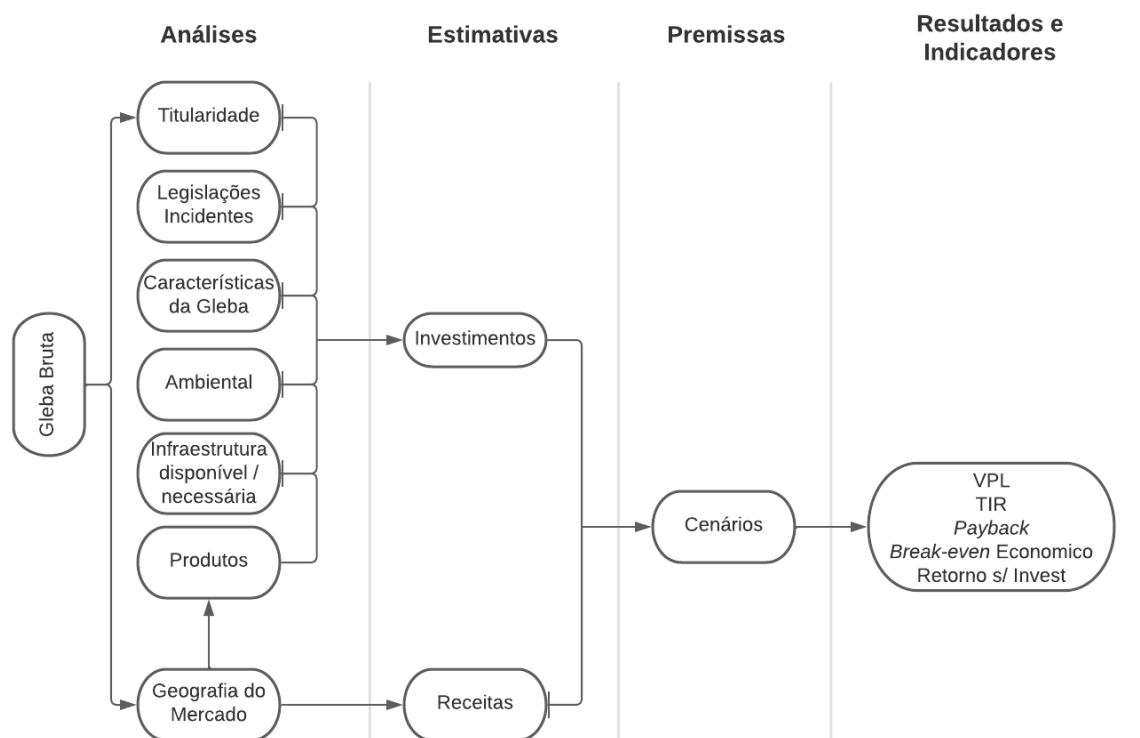 Análises
Estimativas
Premissas
Resultados e
Indicadores
Gleba Bruta
Titularidade
Legislações
Incidentes
Características
da Gleba
Ambiental
Infraestrutura
disponível /
necessária
Produtos
Geografia do
Mercado
Investimentos
Receitas
Cenários
VPL
TIR
Payback
Break-even Economico
Retorno s/ Invest